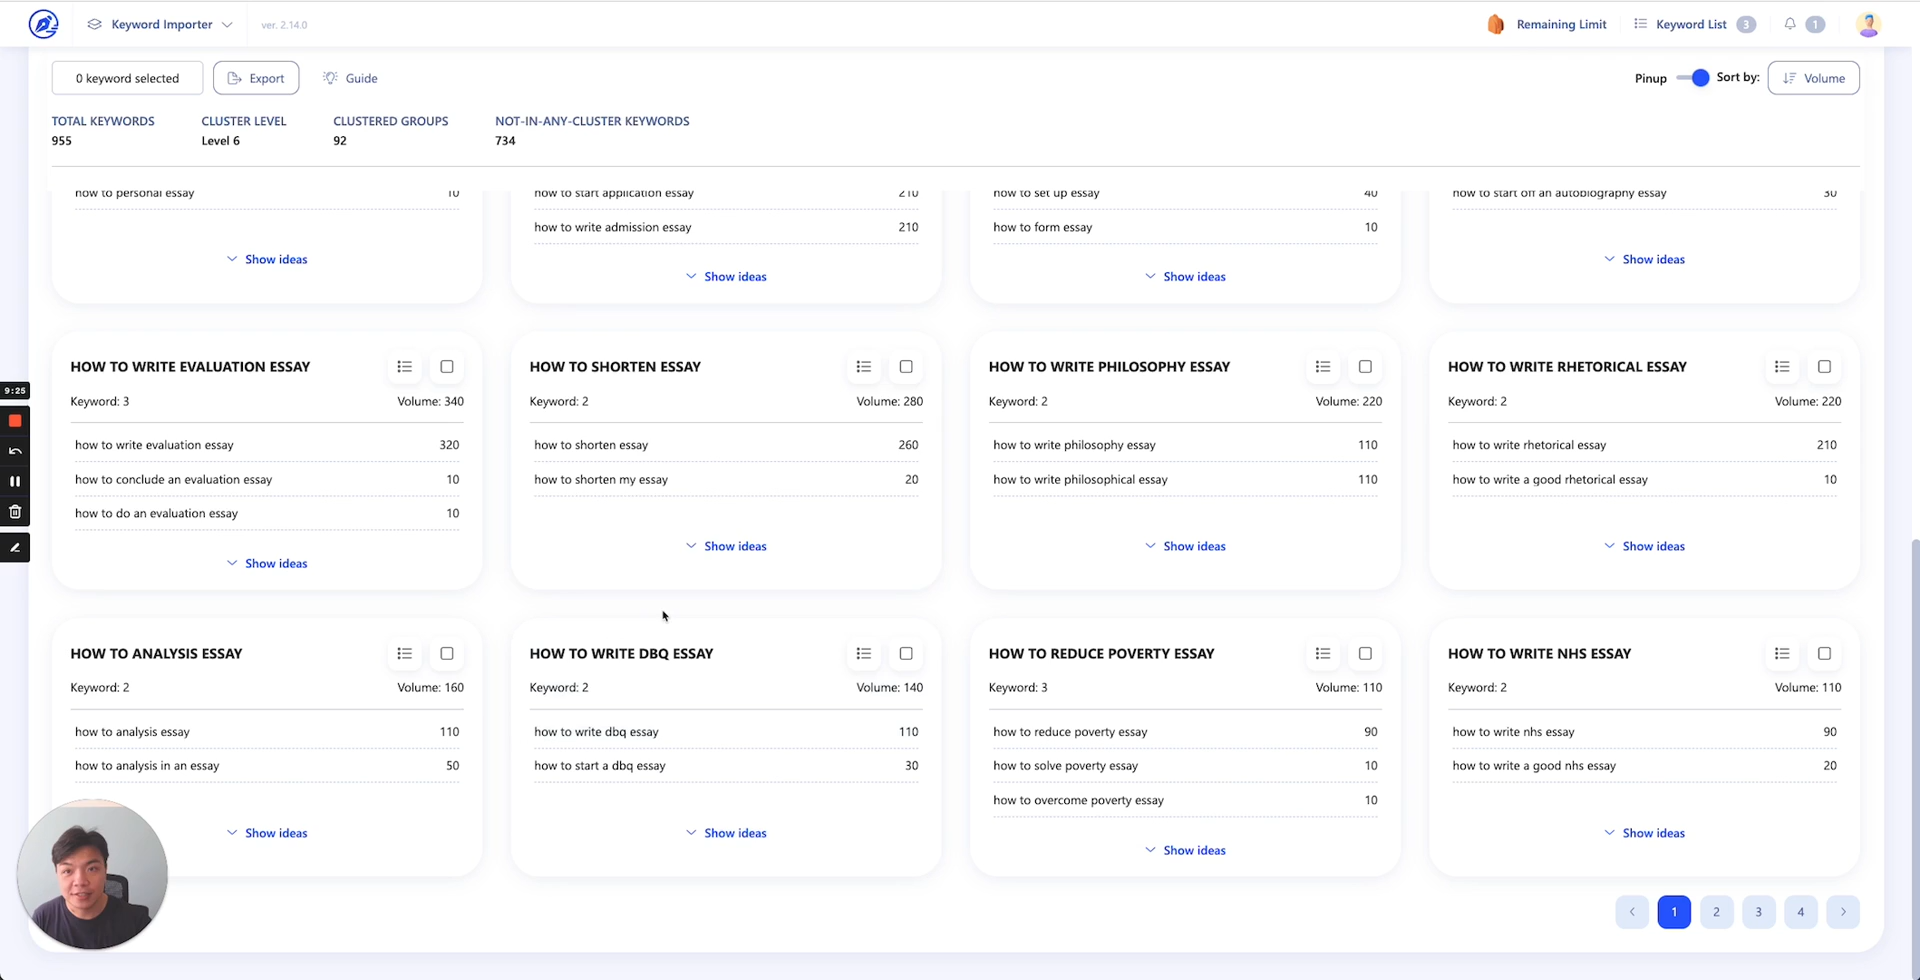 Keyword Importer
ver. 2.14.0
Remaining Limit
Keyword List 3
1
0 keyword selected
Export
Guide
Pinup
Sort by:
Volume
TOTAL KEYWORDS
955
CLUSTER LEVEL
Level 6
CLUSTERED GROUPS
92
NOT-IN-ANY-CLUSTER KEYWORDS
734
how to personal essay 10
Show ideas
how to start application essay 210
how to write admission essay 210
Show ideas
how to set up essay 40
how to form essay 10
Show ideas
how to start off an autobiography essay 30
Show ideas
HOW TO WRITE EVALUATION ESSAY
Keyword: 3 Volume: 340
how to write evaluation essay 320
how to conclude an evaluation essay 10
how to do an evaluation essay 10
Show ideas
HOW TO SHORTEN ESSAY
Keyword: 2 Volume: 280
how to shorten essay 260
how to shorten my essay 20
Show ideas
HOW TO WRITE PHILOSOPHY ESSAY
Keyword: 2 Volume: 220
how to write philosophy essay 110
how to write philosophical essay 110
Show ideas
HOW TO WRITE RHETORICAL ESSAY
Keyword: 2 Volume: 220
how to write rhetorical essay 210
how to write a good rhetorical essay 10
Show ideas
9:25
HOW TO ANALYSIS ESSAY
Keyword: 2 Volume: 160
how to analysis essay 110
how to analysis in an essay 50
Show ideas
HOW TO WRITE DBQ ESSAY
Keyword: 2 Volume: 140
how to write dbq essay 110
how to start a dbq essay 30
Show ideas
HOW TO REDUCE POVERTY ESSAY
Keyword: 3 Volume: 110
how to reduce poverty essay 90
how to solve poverty essay 10
how to overcome poverty essay 10
Show ideas
HOW TO WRITE NHS ESSAY
Keyword: 2 Volume: 110
how to write nhs essay 90
how to write a good nhs essay 20
Show ideas
1 2 3 4